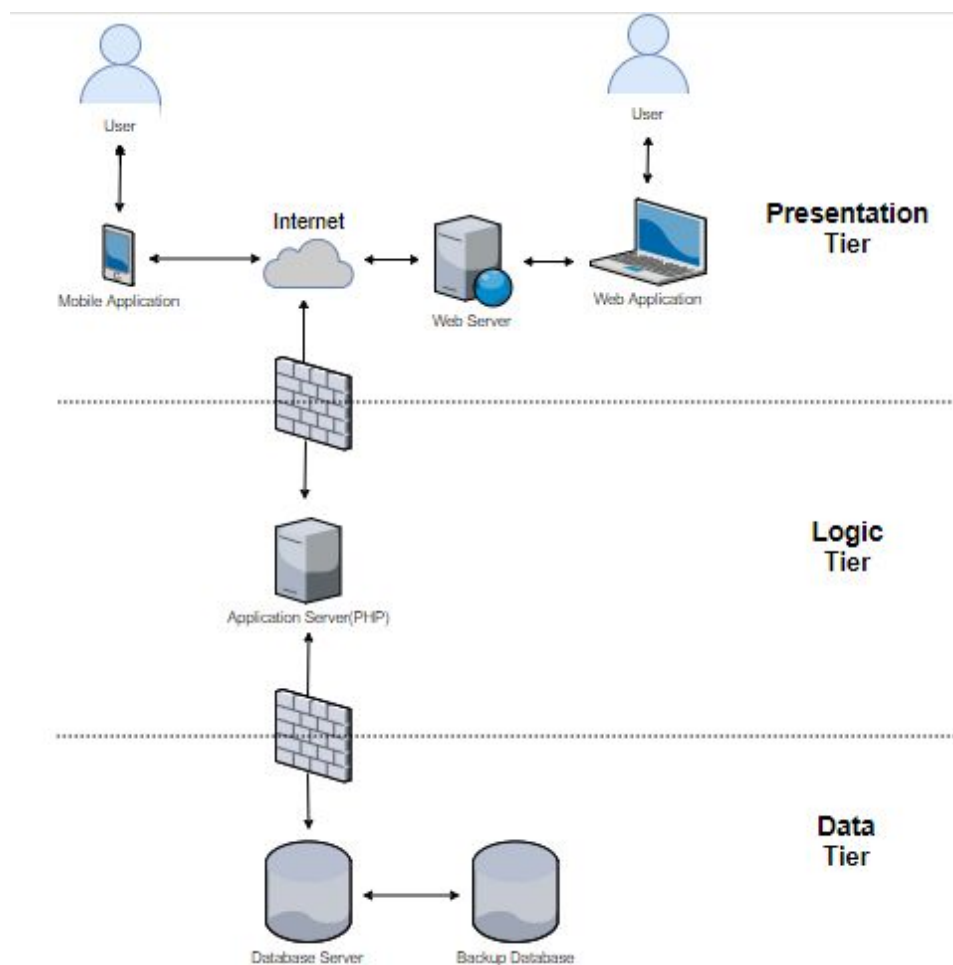 User
User
Internet
Presentation
Tier
Mobile Application
Web Server
Web Application
Logic
Tier
Application Server(PHP)
Data
Tier
Database Server
Backup Database